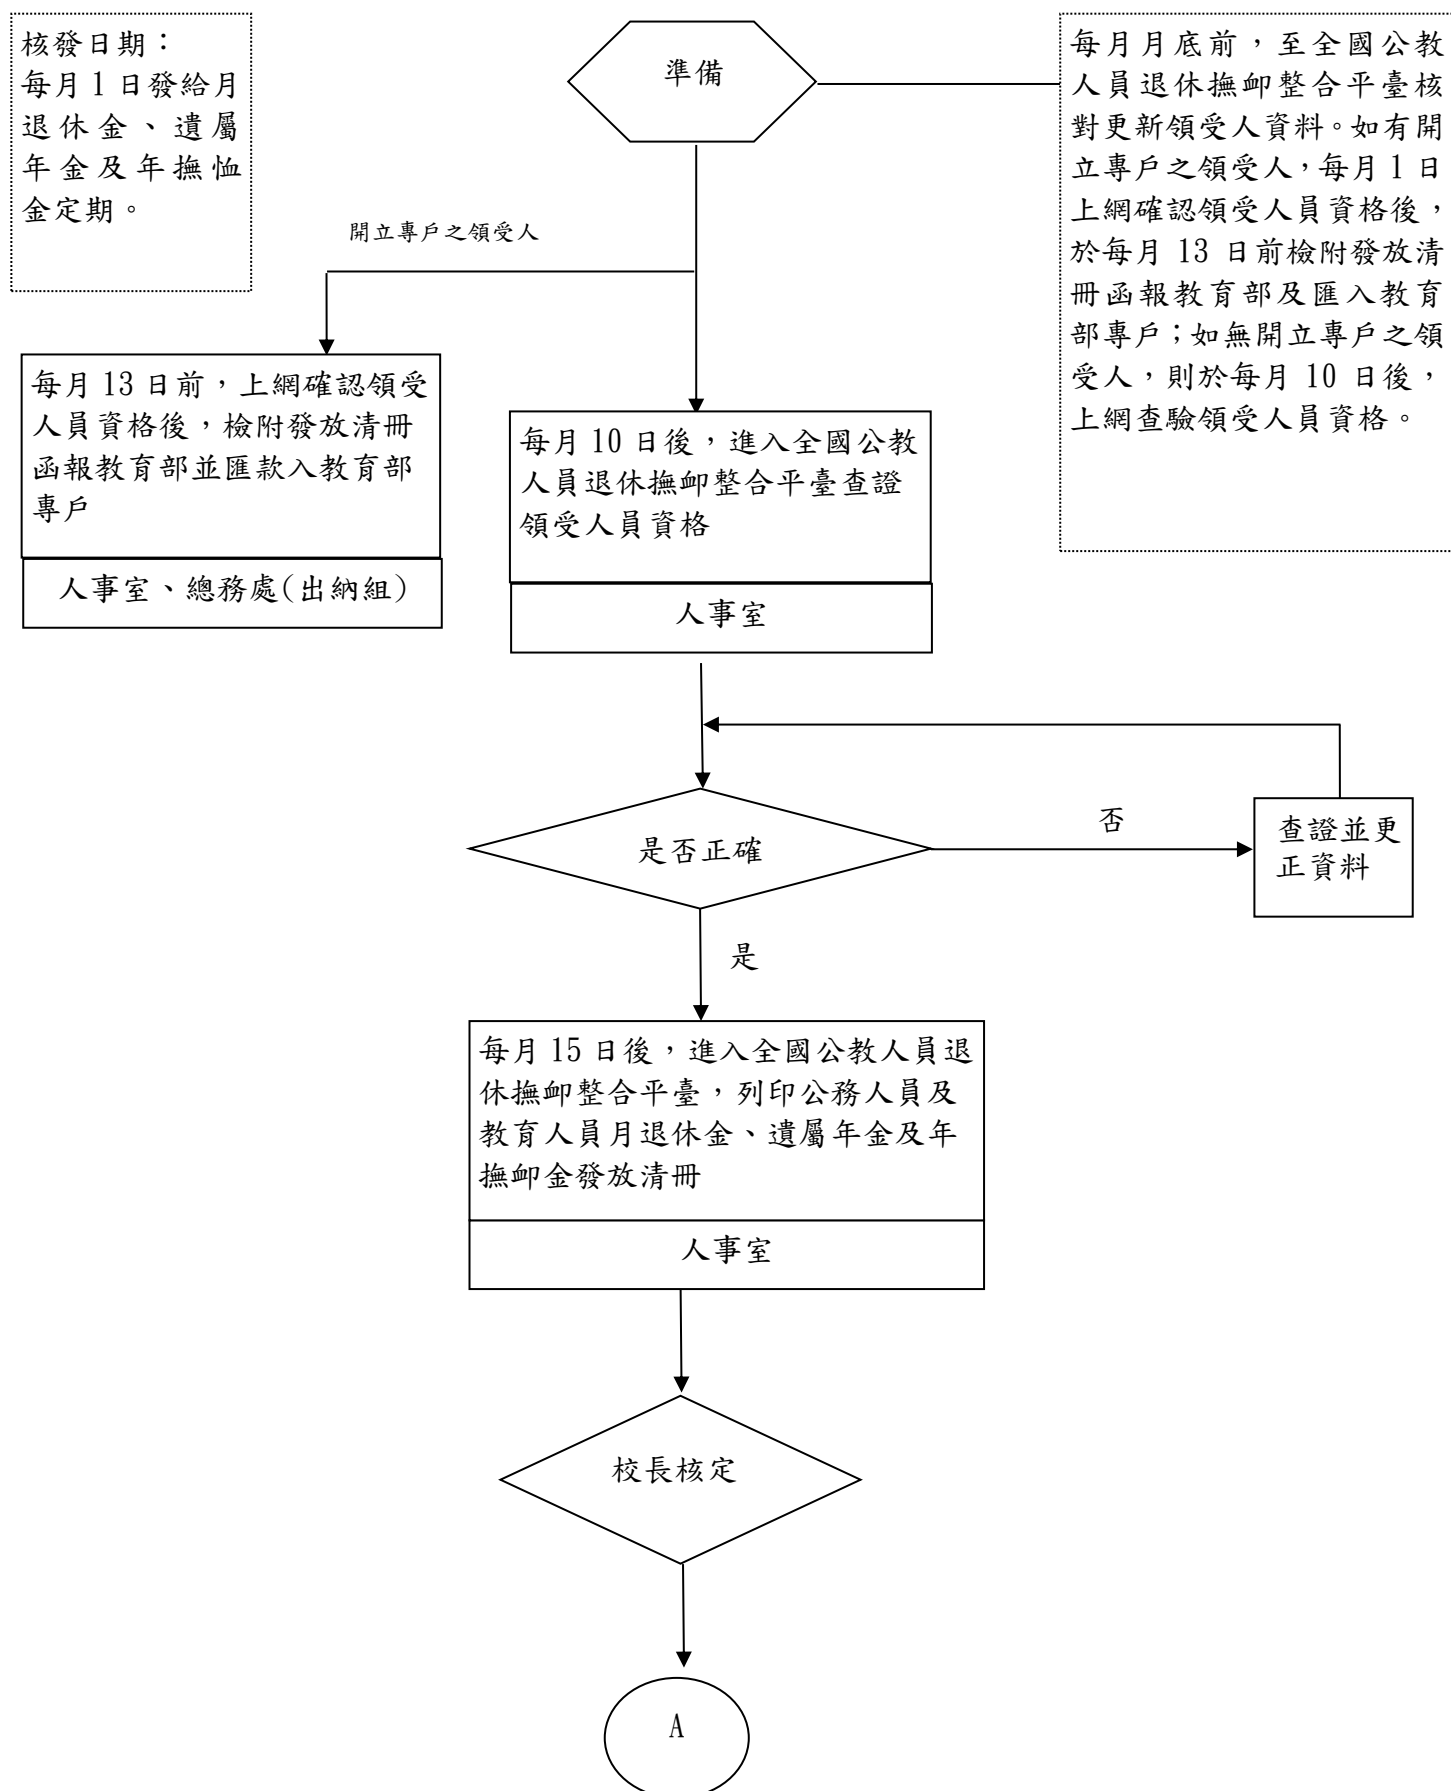 核發日期：
每月 1 日發給月
退休金、遺屬
年金及年撫恤
金定期。
準備
每月月底前，至全國公教
人員退休撫卹整合平臺核
對更新領受人資料。如有開
立專戶之領受人，每月 1 日
上網確認領受人員資格後，
於每月 13 日前檢附發放清
冊函報教育部及匯入教育
部專戶；如無開立專戶之領
受人，則於每月 10 日後，
上網查驗領受人員資格。
開立專戶之領受人
每月 13 日前，上網確認領受
人員資格後，檢附發放清冊
函報教育部並匯款入教育部
專戶
人事室、總務處(出納組)
每月 10 日後，進入全國公教
人員退休撫卹整合平臺查證
領受人員資格
人事室
是否正確
否
查證並更
正資料
是
每月 15 日後，進入全國公教人員退
休撫卹整合平臺，列印公務人員及
教育人員月退休金、遺屬年金及年
撫卹金發放清冊
人事室
校長核定
A